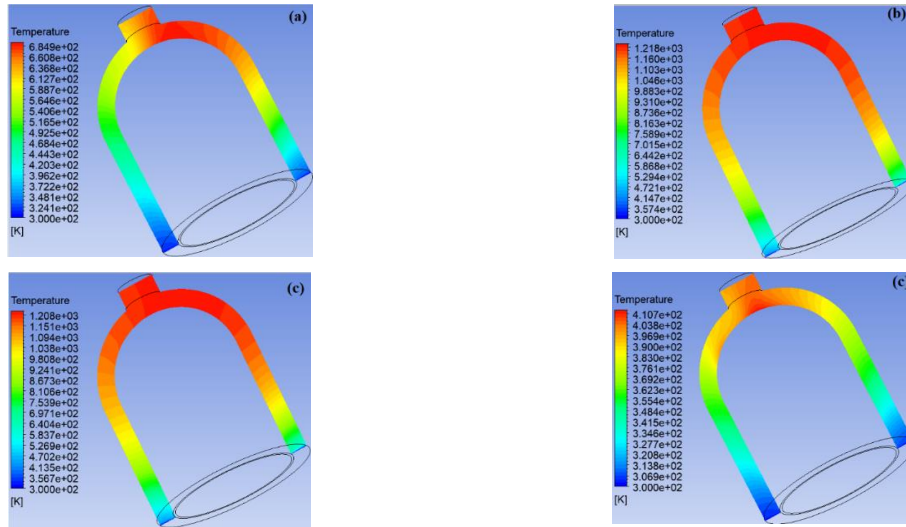 (a)
Temperature
6.849e+02
6.608e+02
6.368e+02
6.127e+02
5.887e+02
5.646e+02
5.406e+02
5.165e+02
4.925e+02
4.684e+02
4.443e+02
4.203e+02
3.962e+02
3.722e+02
3.481e+02
3.241e+02
3.000e+02
[K]
(b)
Temperature
1.218e+03
1.160e+03
1.103e+03
1.046e+03
9.883e+02
9.310e+02
8.736e+02
8.163e+02
7.589e+02
7.015e+02
6.442e+02
5.868e+02
5.294e+02
4.721e+02
4.147e+02
3.574e+02
3.000e+02
[K]
(c)
Temperature
1.208e+03
1.151e+03
1.094e+03
1.038e+03
9.808e+02
9.241e+02
8.673e+02
8.106e+02
7.539e+02
6.971e+02
6.404e+02
5.837e+02
5.269e+02
4.702e+02
4.135e+02
3.567e+02
3.000e+02
[K]
(c)
Temperature
4.107e+02
4.038e+02
3.969e+02
3.900e+02
3.830e+02
3.761e+02
3.692e+02
3.623e+02
3.554e+02
3.484e+02
3.415e+02
3.346e+02
3.277e+02
3.208e+02
3.138e+02
3.069e+02
3.000e+02
[K]